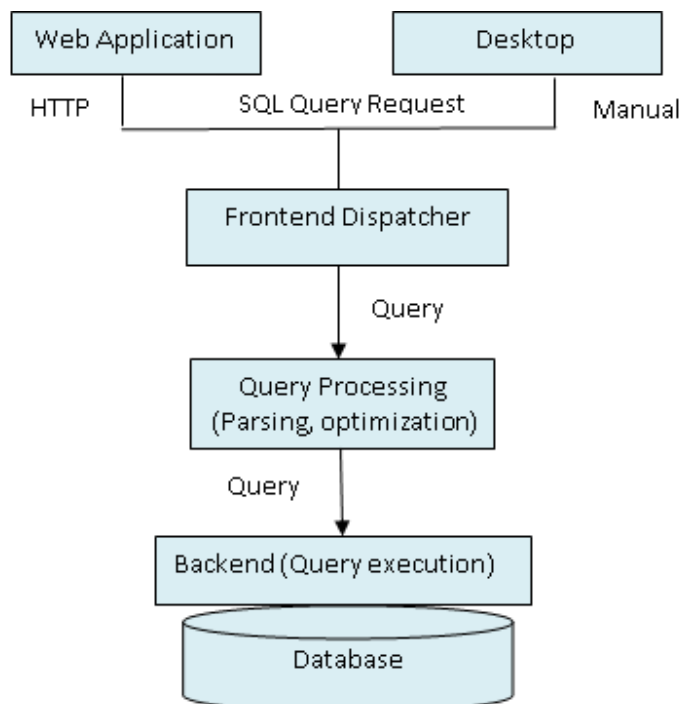 Web Application
Desktop
HTTP
SQL Query Request
Manual
Frontend Dispatcher
Query
Query Processing
(Parsing, optimization)
Query
Backend (Query execution)
Database